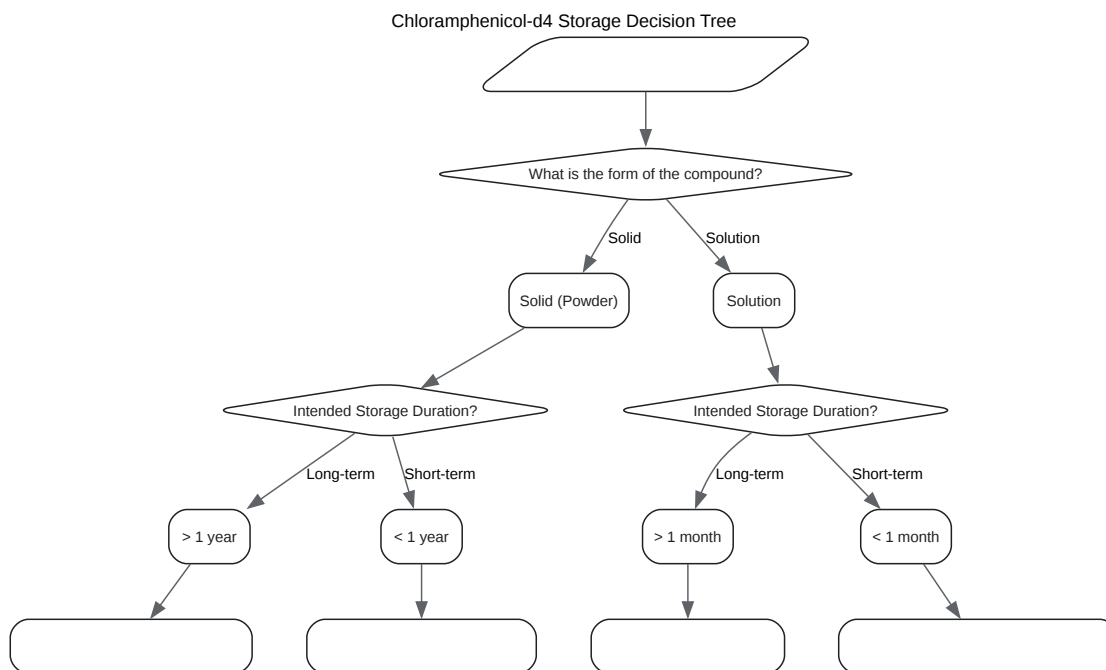 Chloramphenicol-d4 Storage Decision Tree
What is the form of the compound?
Solid
Solution
Solid (Powder)
Solution
Intended Storage Duration?
Intended Storage Duration?
Long-term
Short-term
Long-term
Short-term
> 1 year
< 1 year
> 1 month
< 1 month